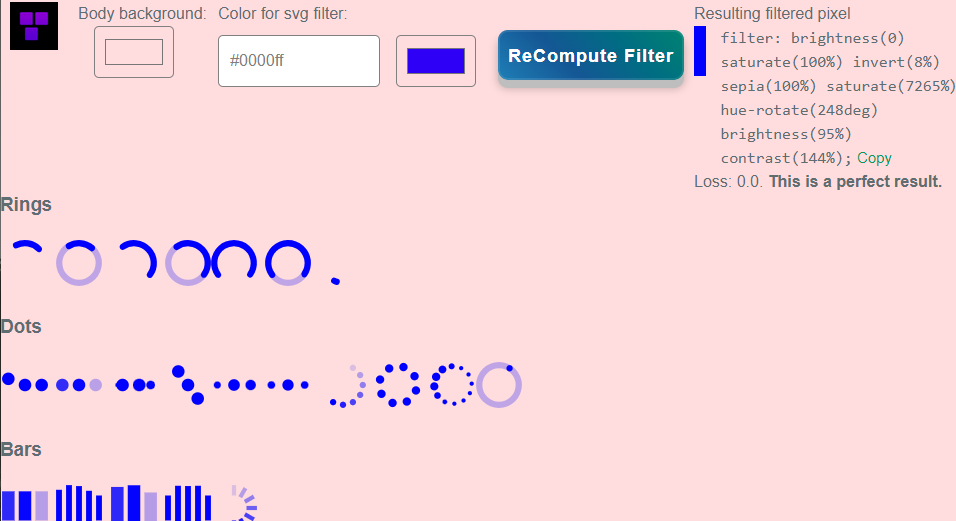 Body background:
Color for svg filter:
#0000ff
ReCompute Filter
Resulting filtered pixel
filter: brightness(0)
saturate(100%) invert(8%)
sepia(100%) saturate(7265%)
hue-rotate(248deg)
brightness(95%)
contrast(144%); Copy
Loss: 0.0. This is a perfect result.
Rings
Dots
Bars